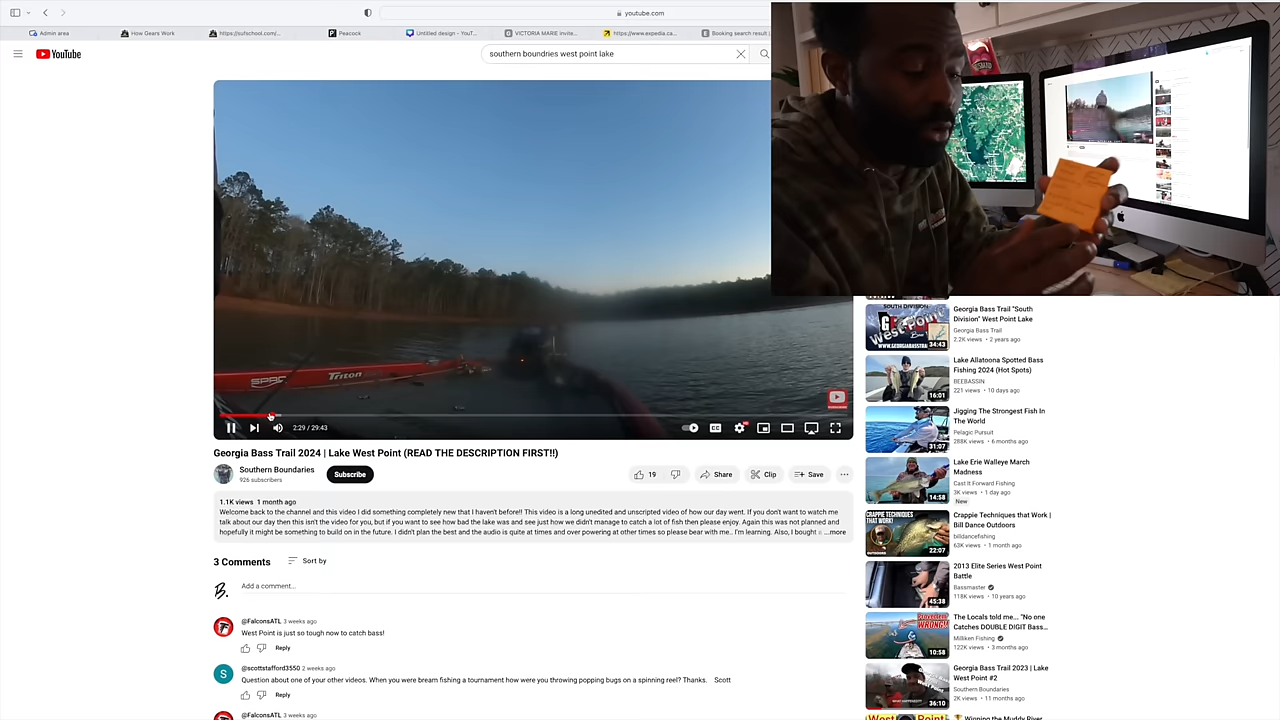 youtube.com
Admin area
How Gears Work
https://sufschool.com/...
Peacock
Untitled design - YouT...
VICTORIA MARIE invite...
https://www.expedia.ca...
Booking search result |
YouTube
southern boundries west point lake
SPRO
Triton
2:29 / 29:43
Georgia Bass Trail 2024 | Lake West Point (READ THE DESCRIPTION FIRST!!)
Southern Boundaries
926 subscribers
Subscribe
19
Share
Clip
Save
1.1K views 1 month ago
Welcome back to the channel and this video I did something completely new that I haven't before!! This video is a long unedited and unscripted video of how our day went. If you don't want to watch me
talk about our day then this isn't the video for you, but if you want to see how bad the lake was and see just how we didn't manage to catch a lot of fish then please enjoy. Again this was not planned and
hopefully it might be something to build on in the future. I didn't plan the best and the audio is quite at times and over powering at other times so please bear with me.. I'm learning. Also, I bought ...more
3 Comments
Sort by
Add a comment...
@FalconsATL 3 weeks ago
West Point is just so tough now to catch bass!
Reply
@scottstafford3550 2 weeks ago
Question about one of your other videos. When you were bream fishing a tournament how were you throwing popping bugs on a spinning reel? Thanks. Scott
Reply
@FalconsATL 3 weeks ago
SOUTH DIVISION
West Point
34:43
Georgia Bass Trail "South
Division" West Point Lake
Georgia Bass Trail
2.2K views • 2 years ago
16:01
Lake Allatoona Spotted Bass
Fishing 2024 (Hot Spots)
BEEBASSIN
221 views • 10 days ago
31:07
Jigging The Strongest Fish In
The World
Pelagic Pursuit
288K views • 6 months ago
14:58
Lake Erie Walleye March
Madness
Cast It Forward Fishing
3K views • 1 day ago
New
CRAPPIE TECHNIQUES
THAT WORK!
22:07
Crappie Techniques that Work |
Bill Dance Outdoors
billdancefishing
63K views • 1 month ago
45:38
2013 Elite Series West Point
Battle
Bassmaster
118K views • 10 years ago
10:58
The Locals told me... "No one
Catches DOUBLE DIGIT Bass...
Milliken Fishing
122K views • 3 months ago
36:10
Georgia Bass Trail 2023 | Lake
West Point #2
Southern Boundaries
2K views • 11 months ago
West Point
Winning the Muddy River